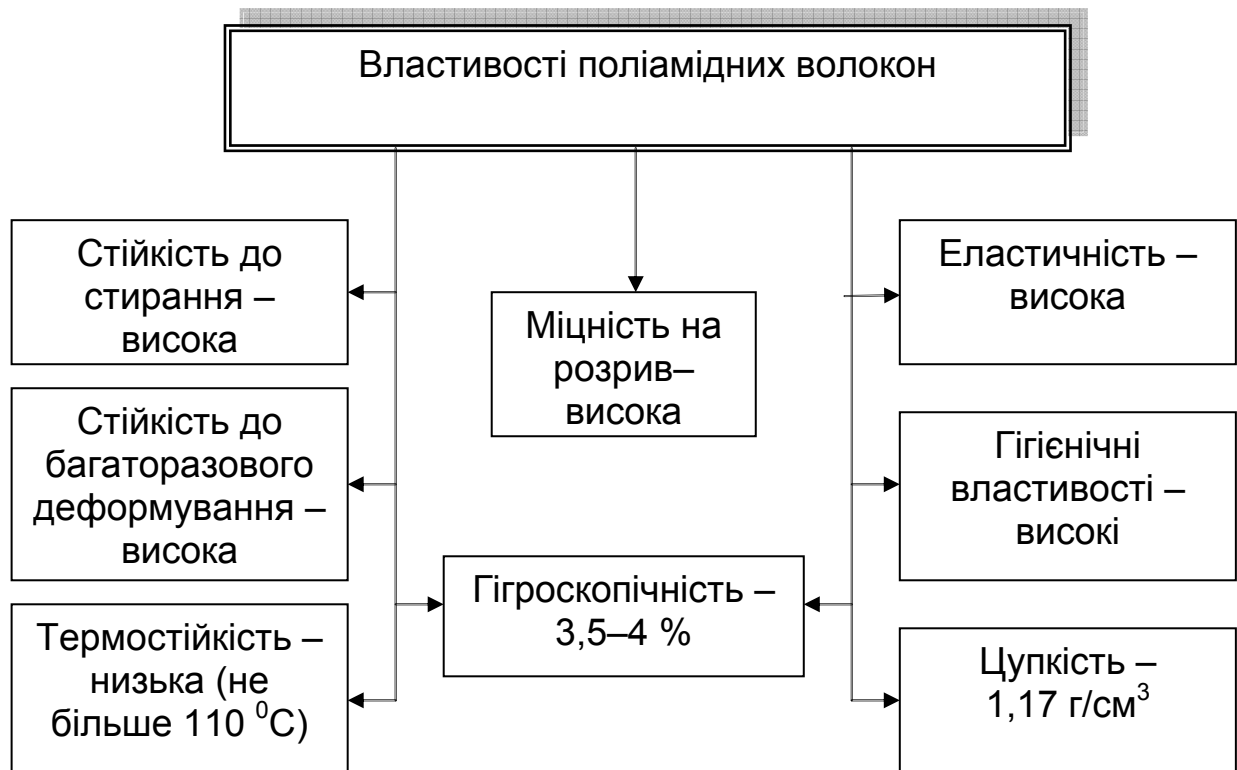 Властивості поліамідних волокон
Стійкість до
стирання –
висока
Міцність на
розрив–
висока
Еластичність –
висока
Стійкість до
багаторазового
деформування –
висока
Гігієнічні
властивості –
високі
Гігроскопічність –
3,5–4 %
Термостійкість –
низька (не
більше 110 ⁰С)
Цупкість –
1,17 г/см³